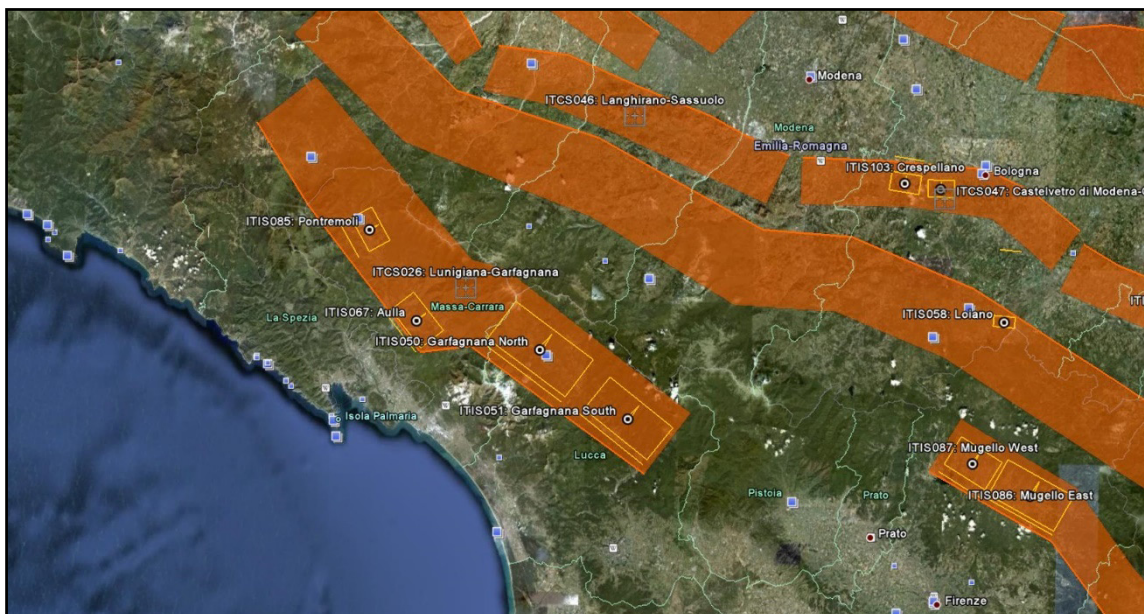 Modena
ITCS046: Langhirano-Sassuolo
Modena
Emilia-Romagna
ITIS103: Crespellano
Bologna
ITCS047: Castelvetro di Modena-
ITIS085: Pontremoli
ITCS026: Lunigiana-Garfagnana
Massa-Carrara
ITIS067: Aulla
La Spezia
ITIS058: Loiano
ITIS050: Garfagnana North
ITIS051: Garfagnana South
Isola Palmaria
ITIS087: Mugello West
Lucca
ITIS086: Mugello East
Pistoia
Prato
Prato
Firenze